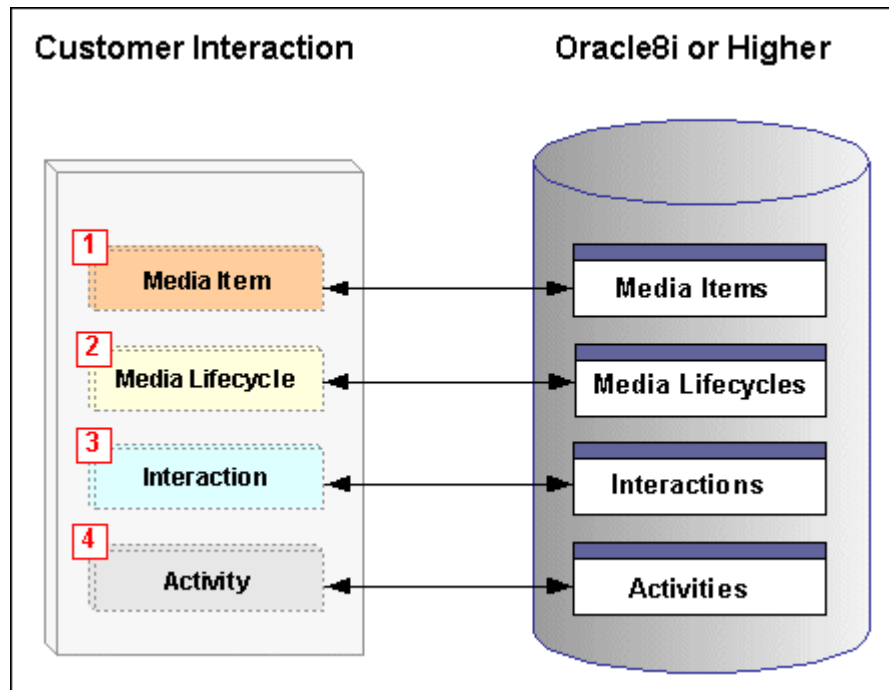 Customer Interaction
Oracle8i or Higher
1
Media Item
Media Items
2
Media Lifecycle
Media Lifecycles
3
Interaction
Interactions
4
Activity
Activities